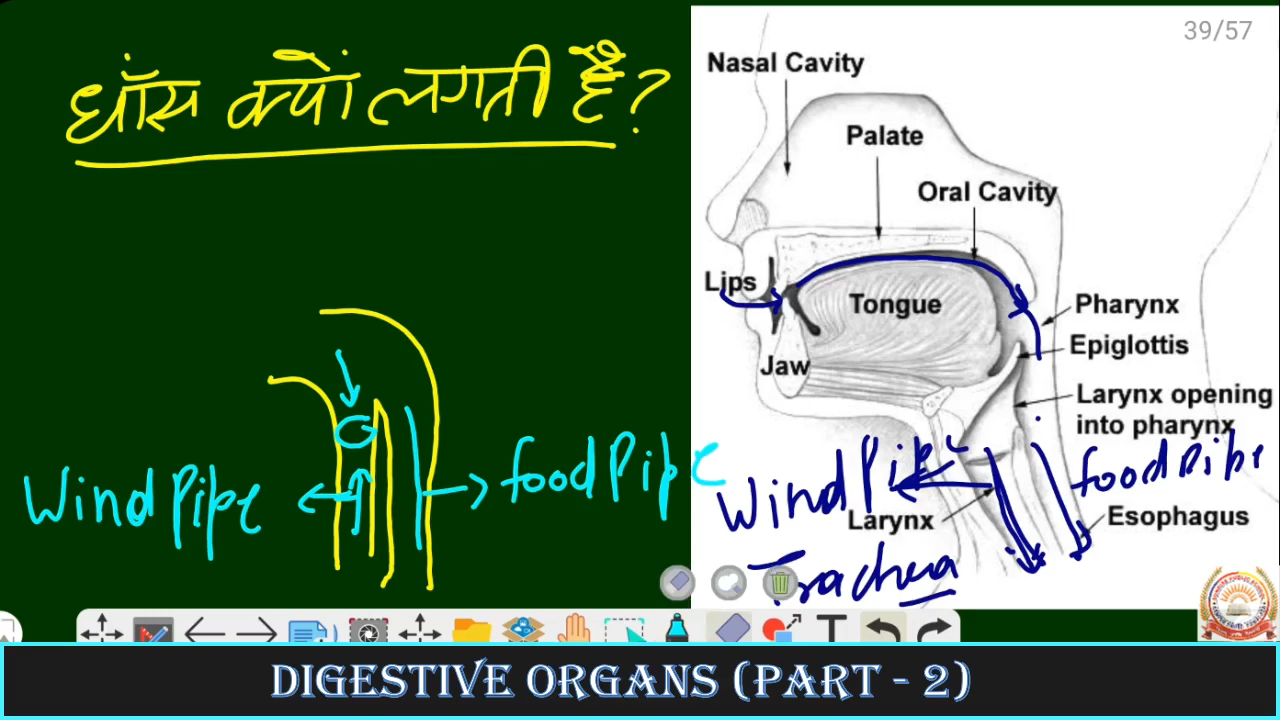 39/57
धाँस क्यों लगती है?
Nasal Cavity
Palate
Oral Cavity
Lips
Tongue
Pharynx
Jaw
Epiglottis
Larynx opening
into pharynx
Wind Pipe
food Pipe
Wind Pipe
food pipe
Larynx
Esophagus
Trachea
T
DIGESTIVE ORGANS (PART - 2)